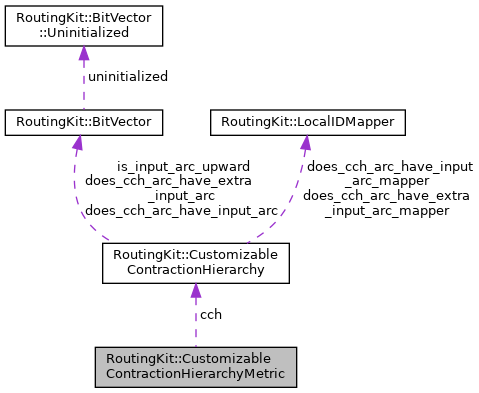 RoutingKit::BitVector
::Uninitialized
uninitialized
RoutingKit::BitVector
RoutingKit::LocalIDMapper
is_input_arc_upward
does_cch_arc_have_extra
_input_arc
does_cch_arc_have_input_arc
does_cch_arc_have_input
_arc_mapper
does_cch_arc_have_extra
_input_arc_mapper
RoutingKit::Customizable
ContractionHierarchy
cch
RoutingKit::Customizable
ContractionHierarchyMetric